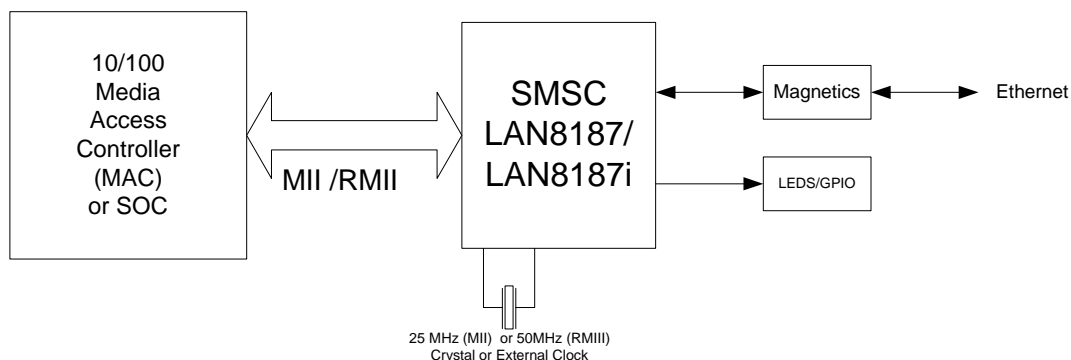 10/100
Media
Access
Controller
(MAC)
or SOC
MII /RMII
SMSC
LAN8187/
LAN8187i
Magnetics
Ethernet
LEDS/GPIO
25 MHz (MII) or 50MHz (RMIII)
Crystal or External Clock